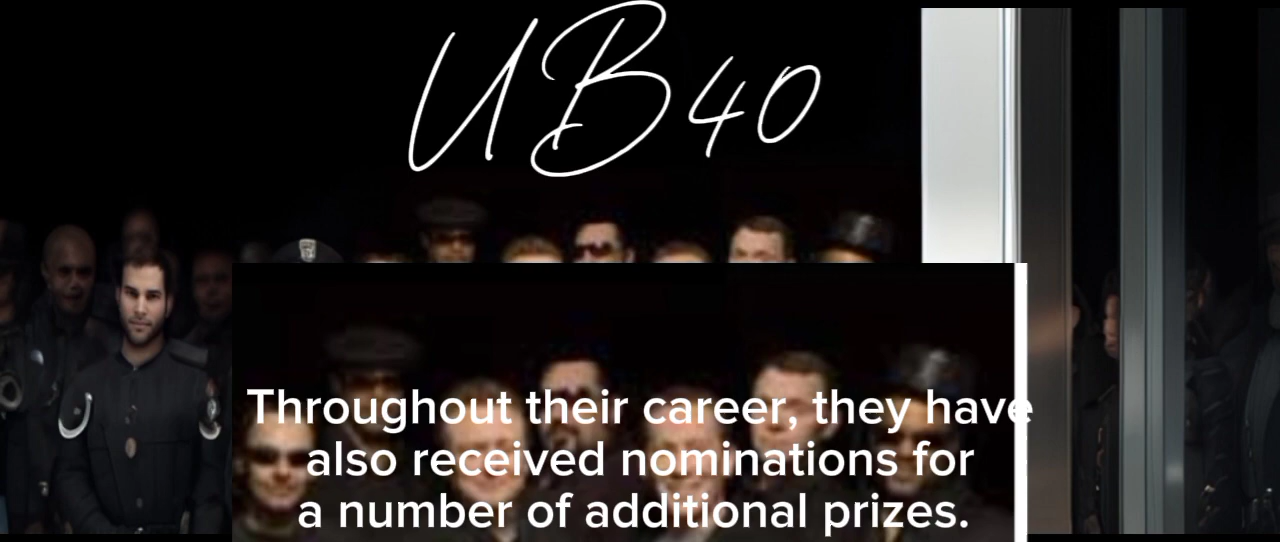 UB40
Throughout their career, they have
also received nominations for
a number of additional prizes.